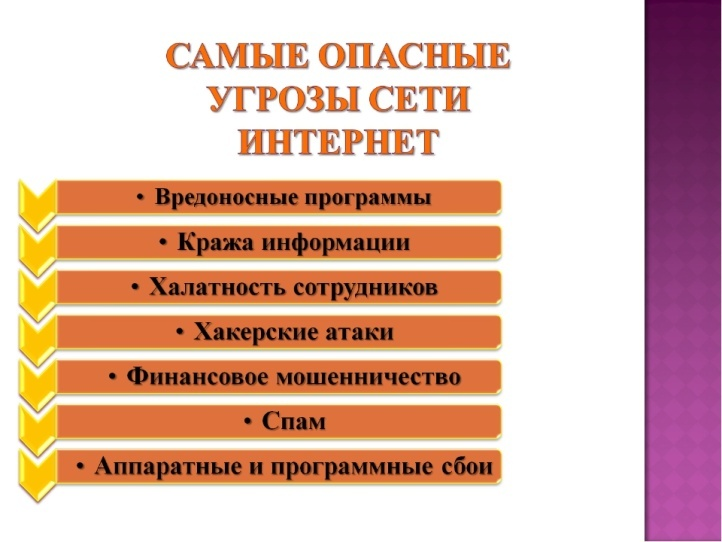 САМЫЕ ОПАСНЫЕ
УГРОЗЫ СЕТИ
ИНТЕРНЕТ
• Вредоносные программы
• Кража информации
• Халатность сотрудников
• Хакерские атаки
• Финансовое мошенничество
• Спам
• Аппаратные и программные сбои